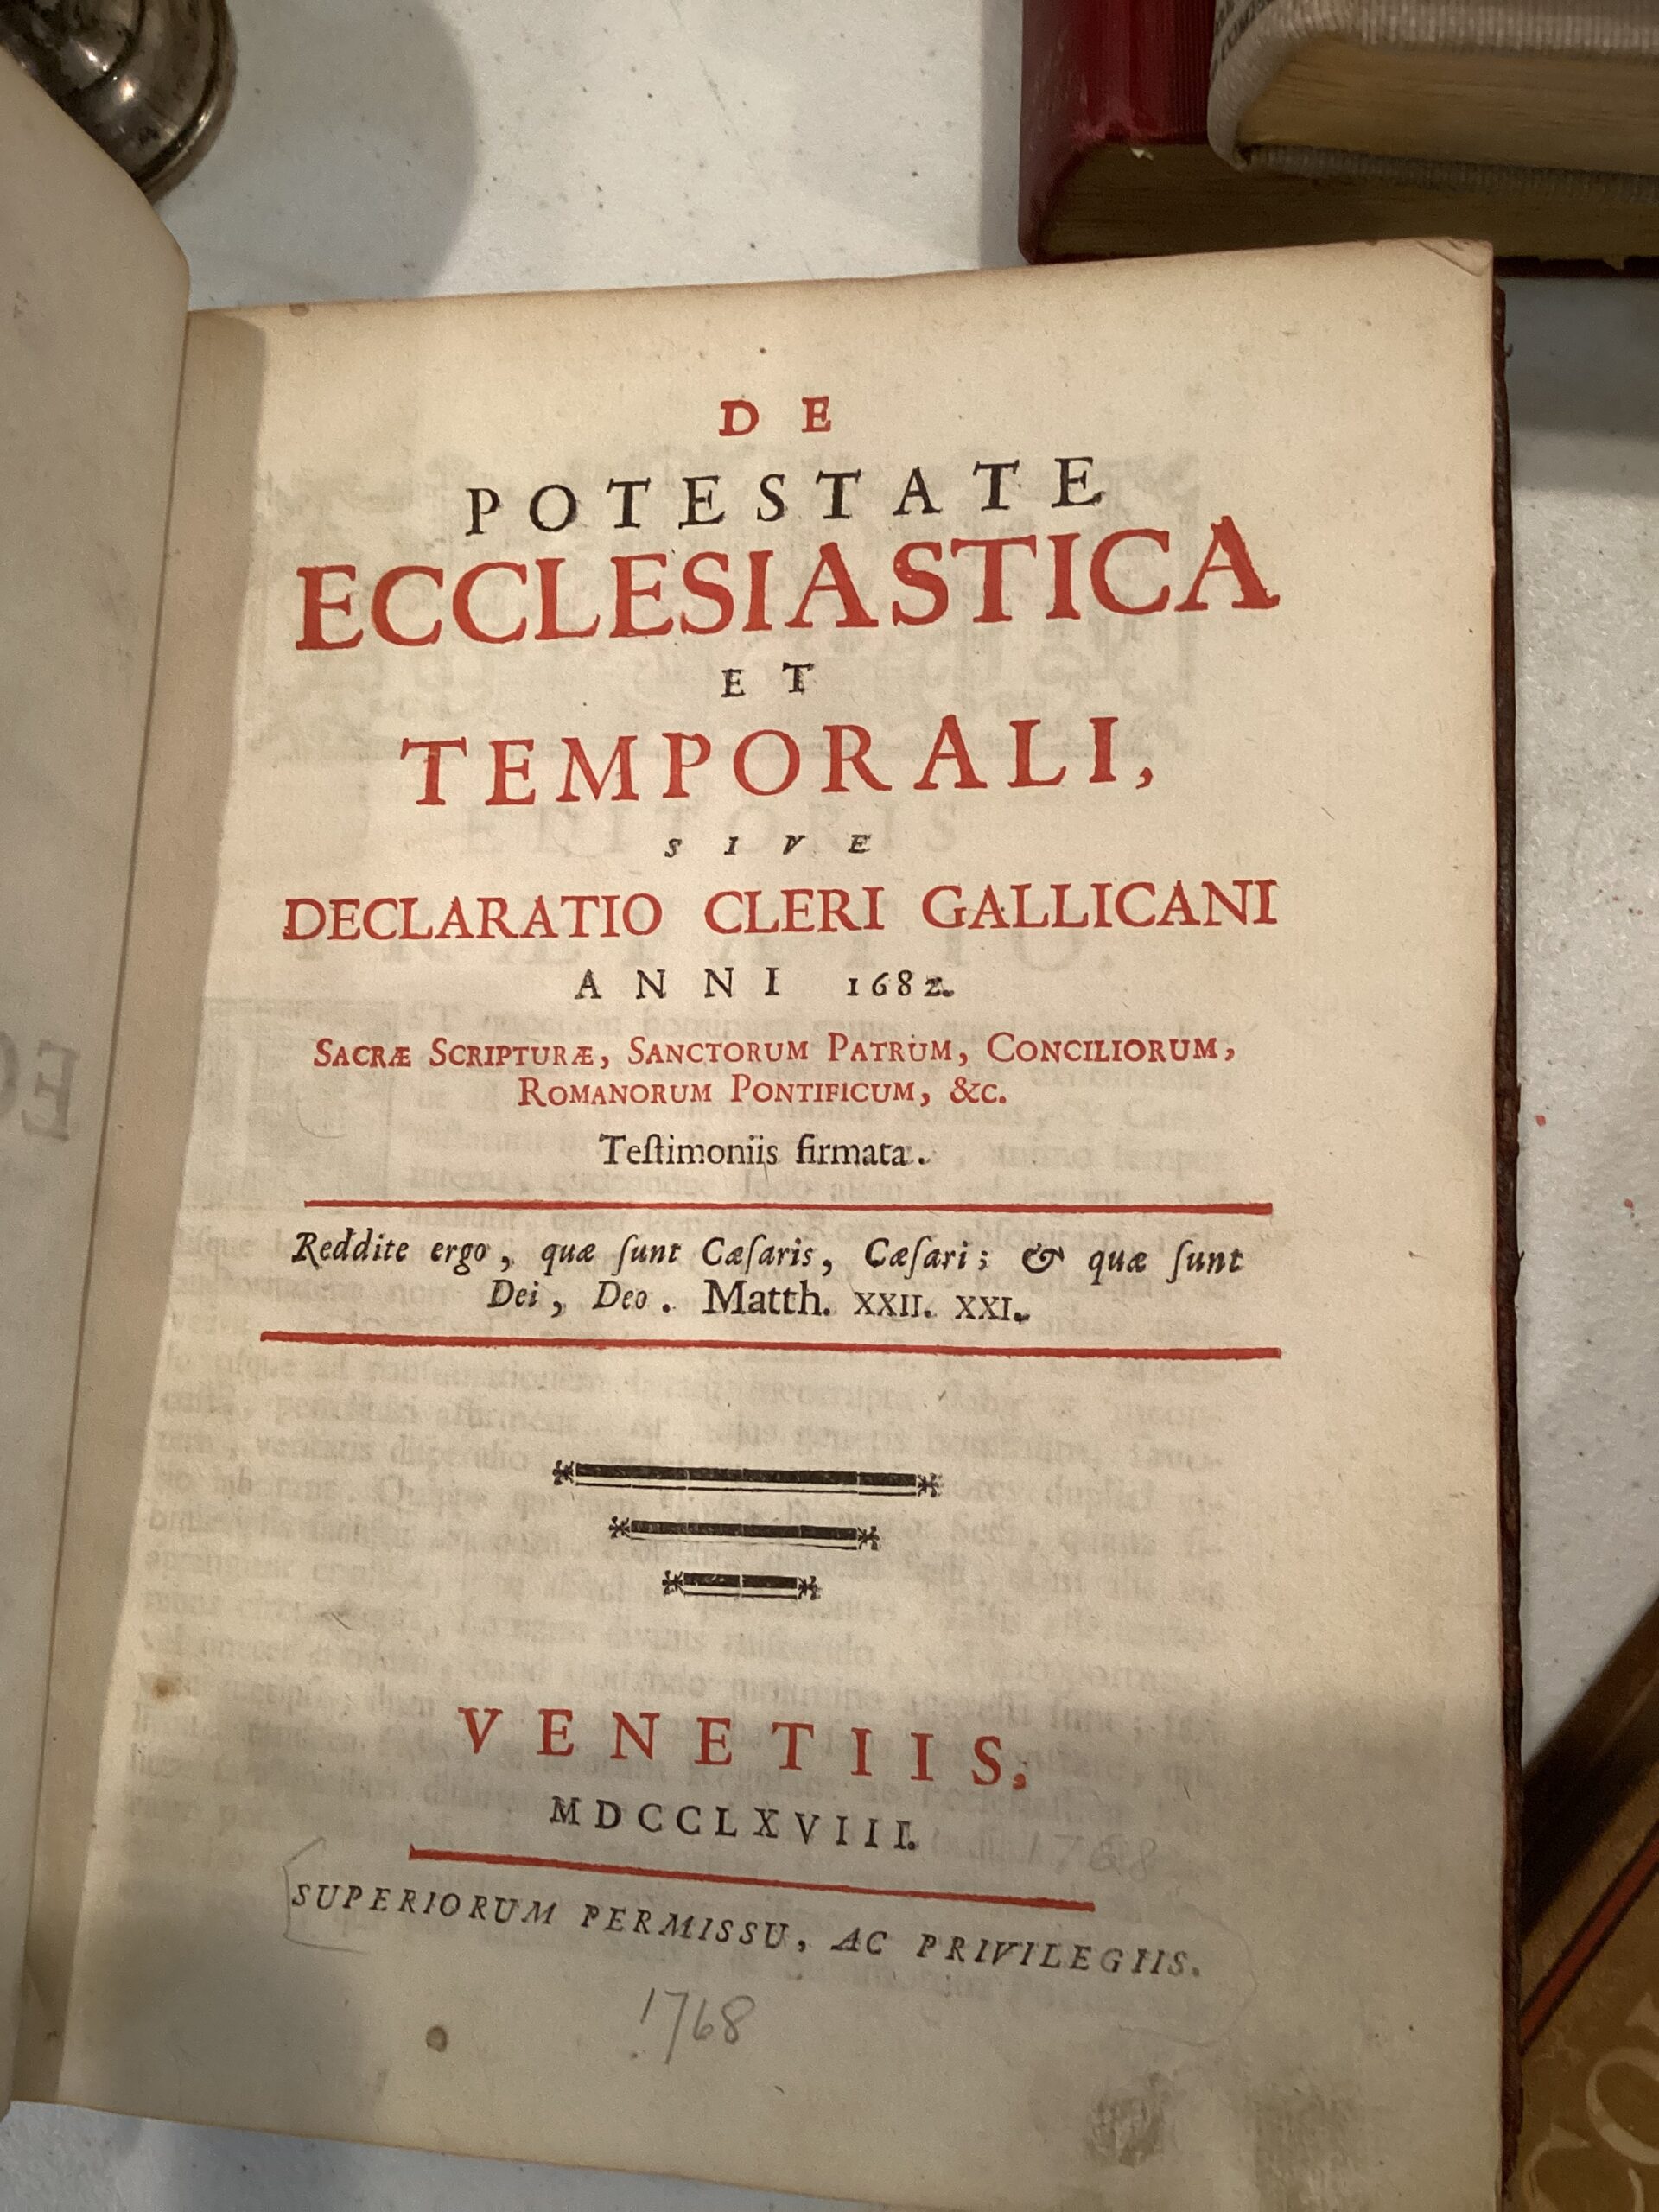 DE
POTESTATE
ECCLESIASTICA
ET
TEMPORALI,
SIVE
DECLARATIO CLERI GALLICANI
ANNI 1682.
SACRÆ SCRIPTURÆ, SANCTORUM PATRUM, CONCILIORUM,
ROMANORUM PONTIFICUM, &c.
Teſtimoniis firmata.
Reddite ergo, quæ ſunt Cæſaris, Cæſari; & quæ ſunt
Dei, Deo. Matth. XXII. XXI.
VENETIIS,
MDCCLXVIII.
1768
SUPERIORUM PERMISSU, AC PRIVILEGIIS.
1768